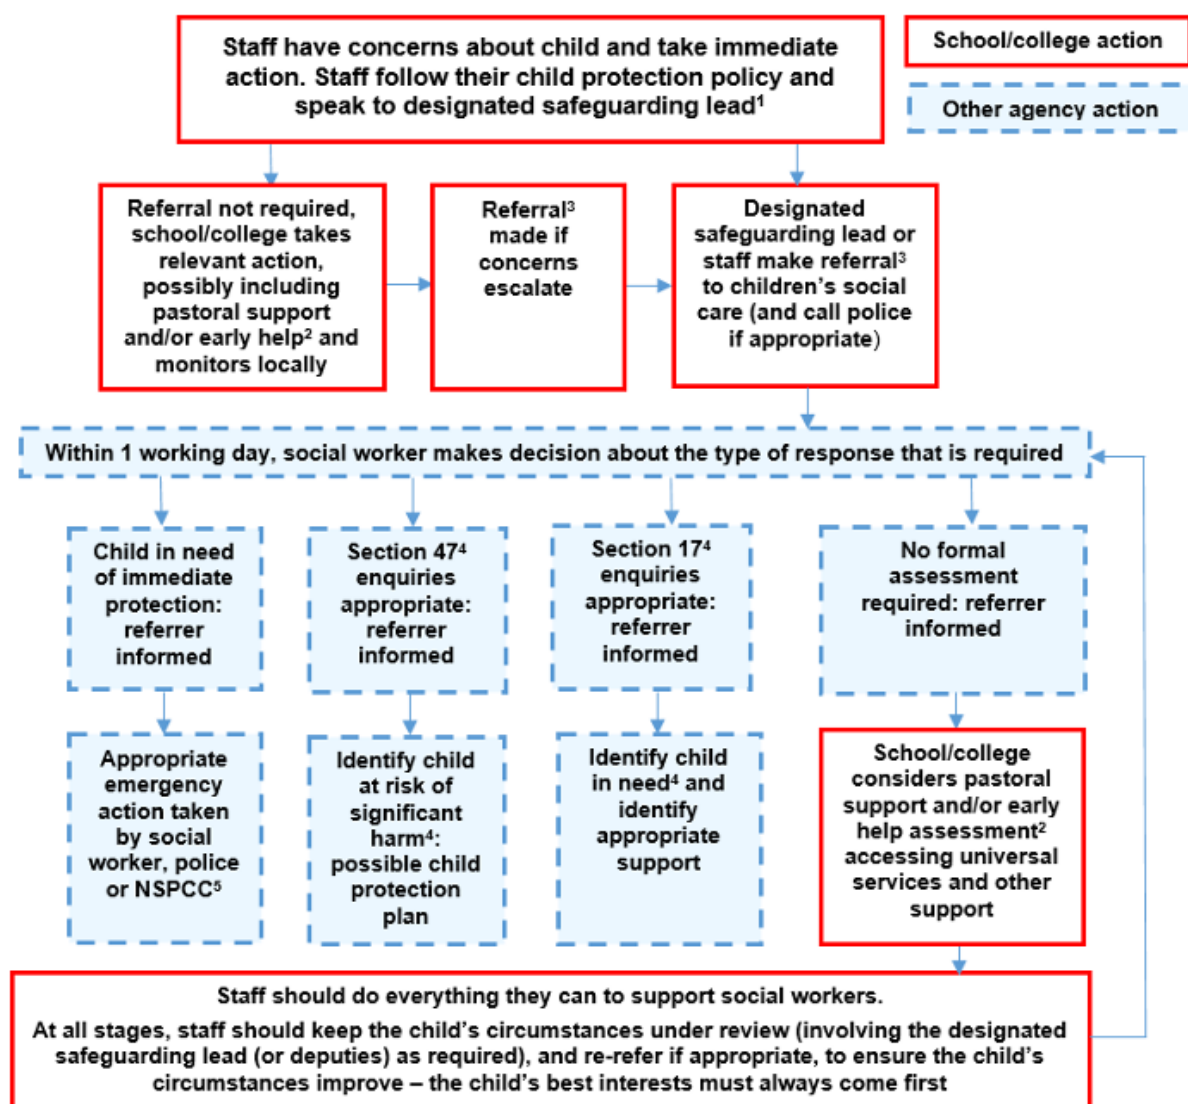 Staff have concerns about child and take immediate
action. Staff follow their child protection policy and
speak to designated safeguarding lead¹
School/college action
Other agency action
Referral not required,
school/college takes
relevant action,
possibly including
pastoral support
and/or early help² and
monitors locally
Referral³
made if
concerns
escalate
Designated
safeguarding lead or
staff make referral³
to children’s social
care (and call police
if appropriate)
Within 1 working day, social worker makes decision about the type of response that is required
Child in need
of immediate
protection:
referrer
informed
Section 47⁴
enquiries
appropriate:
referrer
informed
Section 17⁴
enquiries
appropriate:
referrer
informed
No formal
assessment
required: referrer
informed
Appropriate
emergency
action taken
by social
worker, police
or NSPCC⁵
Identify child
at risk of
significant
harm⁴:
possible child
protection
plan
Identify child
in need⁴ and
identify
appropriate
support
School/college
considers pastoral
support and/or early
help assessment²
accessing universal
services and other
support
Staff should do everything they can to support social workers.
At all stages, staff should keep the child’s circumstances under review (involving the designated
safeguarding lead (or deputies) as required), and re-refer if appropriate, to ensure the child’s
circumstances improve – the child’s best interests must always come first